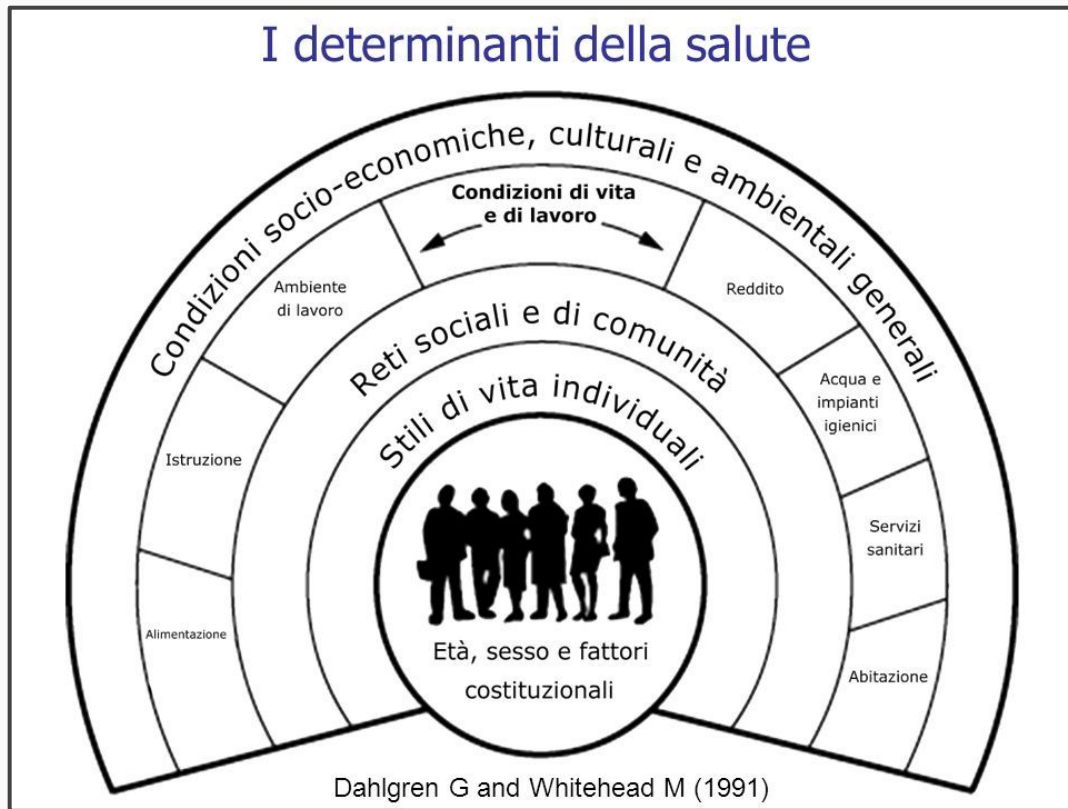 I determinanti della salute
Condizioni socio-economiche, culturali e ambientali generali
Condizioni di vita
e di lavoro
Ambiente
di lavoro
Istruzione
Alimentazione
Reddito
Acqua e
impianti
igienici
Servizi
sanitari
Abitazione
Reti sociali e di comunità
Stili di vita individuali
Età, sesso e fattori
costituzionali
Dahlgren G and Whitehead M (1991)